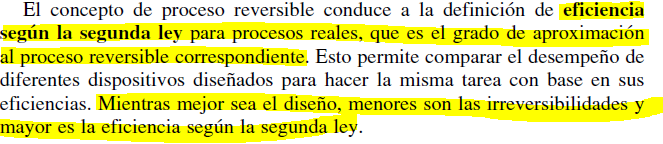 El concepto de proceso reversible conduce a la definición de eficiencia
según la segunda ley para procesos reales, que es el grado de aproximación
al proceso reversible correspondiente. Esto permite comparar el desempeño de
diferentes dispositivos diseñados para hacer la misma tarea con base en sus
eficiencias. Mientras mejor sea el diseño, menores son las irreversibilidades y
mayor es la eficiencia según la segunda ley.